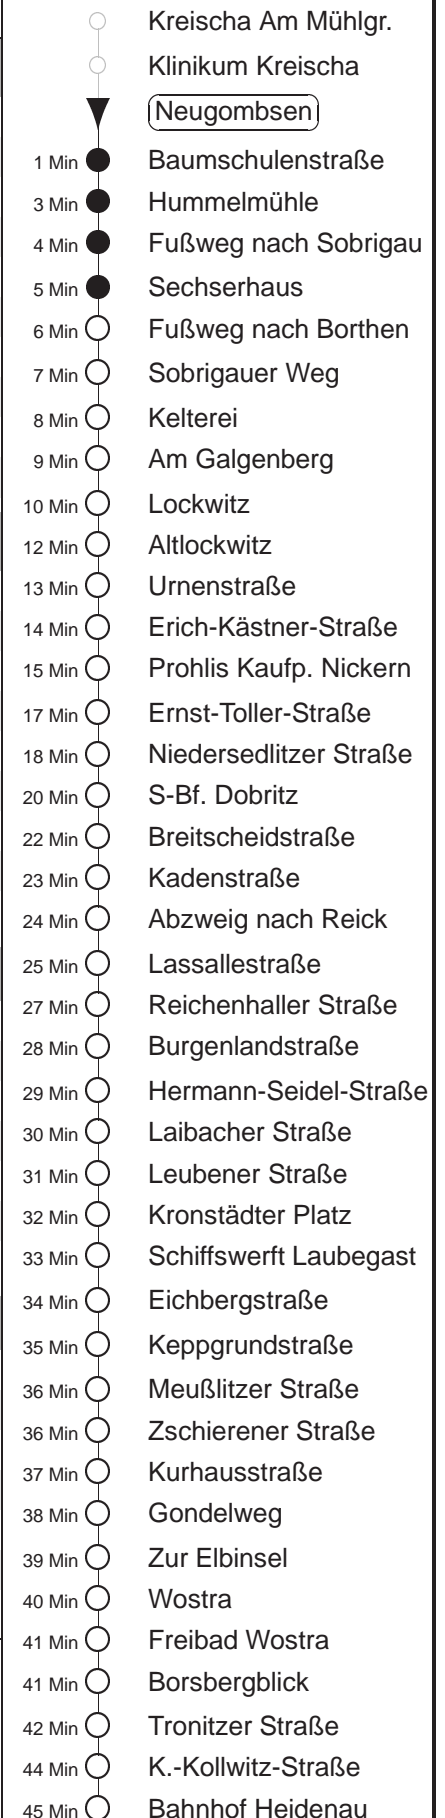 Kreischa Am Mühlgr.
Klinikum Kreischa
Neugombsen
1 Min Baumschulenstraße
3 Min Hummelmühle
4 Min Fußweg nach Sobrigau
5 Min Sechserhaus
6 Min Fußweg nach Borthen
7 Min Sobrigauer Weg
8 Min Kelterei
9 Min Am Galgenberg
10 Min Lockwitz
12 Min Altlockwitz
13 Min Urnenstraße
14 Min Erich-Kästner-Straße
15 Min Prohlis Kaufp. Nickern
17 Min Ernst-Toller-Straße
18 Min Niedersedlitzer Straße
20 Min S-Bf. Dobritz
22 Min Breitscheidstraße
23 Min Kadenstraße
24 Min Abzweig nach Reick
25 Min Lassallestraße
27 Min Reichenhaller Straße
28 Min Burgenlandstraße
29 Min Hermann-Seidel-Straße
30 Min Laibacher Straße
31 Min Leubener Straße
32 Min Kronstädter Platz
33 Min Schiffswerft Laubegast
34 Min Eichbergstraße
35 Min Keppgrundstraße
36 Min Meußlitzer Straße
36 Min Zschierener Straße
37 Min Kurhausstraße
38 Min Gondelweg
39 Min Zur Elbinsel
40 Min Wostra
41 Min Freibad Wostra
41 Min Borsbergblick
42 Min Tronitzer Straße
44 Min K.-Kollwitz-Straße
45 Min Bahnhof Heidenau